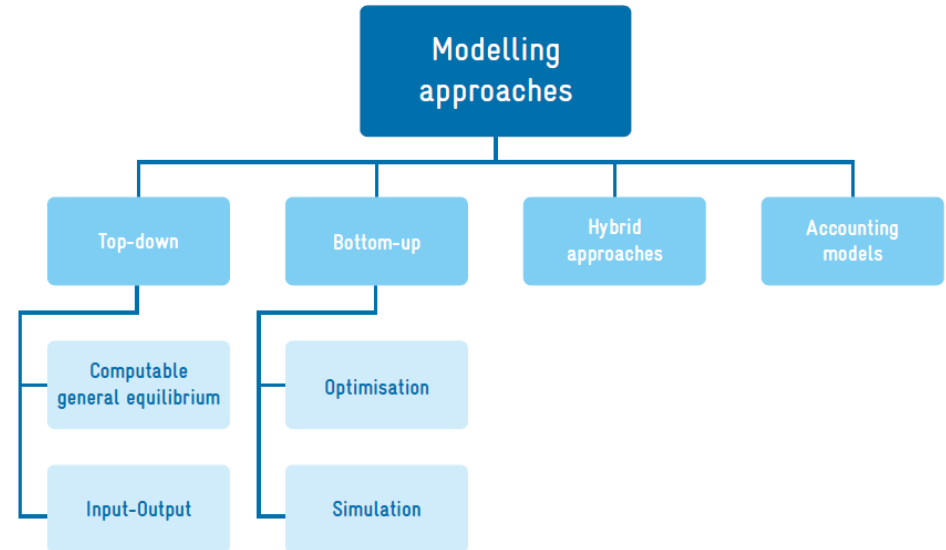 Modelling
approaches
Top-down
Bottom-up
Hybrid
approaches
Accounting
models
Computable
general equilibrium
Optimisation
Input-Output
Simulation